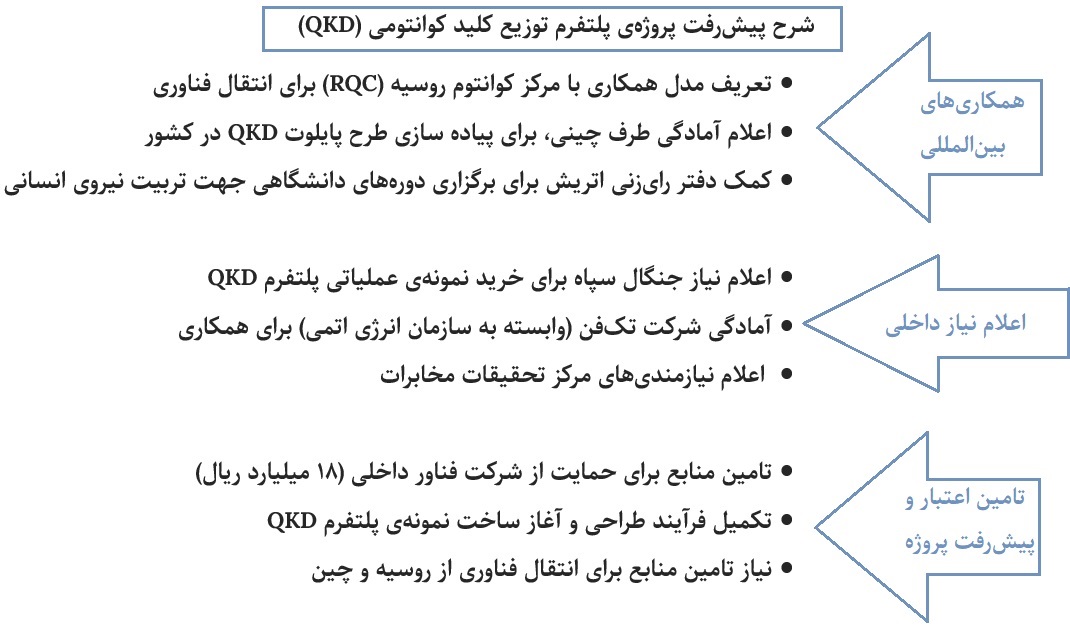 شرح پیش‌رفت پروژه‌ی پلتفرم توزیع کلید کوانتومی (QKD)
همکاری‌های
بین‌المللی
● تعریف مدل همکاری با مرکز کوانتوم روسیه (RQC) برای انتقال فناوری
● اعلام آمادگی طرف چینی، برای پیاده سازی طرح پایلوت QKD در کشور
● کمک دفتر رای‌زنی اتریش برای برگزاری دوره‌های دانشگاهی جهت تربیت نیروی انسانی
اعلام نیاز داخلی
● اعلام نیاز جنگال سپاه برای خرید نمونه‌ی عملیاتی پلتفرم QKD
● آمادگی شرکت تک‌فن (وابسته به سازمان انرژی اتمی) برای همکاری
● اعلام نیازمندی‌های مرکز تحقیقات مخابرات
تامین اعتبار و
پیش‌رفت پروژه
● تامین منابع برای حمایت از شرکت فناور داخلی (۱۸ میلیارد ریال)
● تکمیل فرآیند طراحی و آغاز ساخت نمونه‌ی پلتفرم QKD
● نیاز تامین منابع برای انتقال فناوری از روسیه و چین